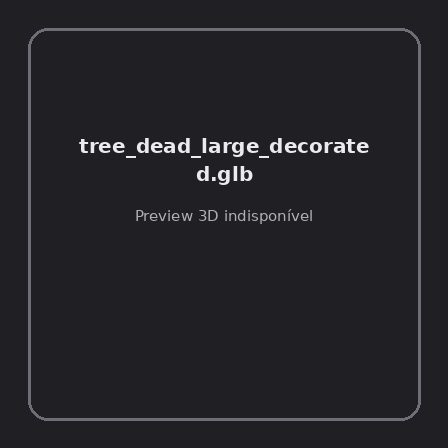 tree_dead_large_decorate
d.glb
Preview 3D indisponível